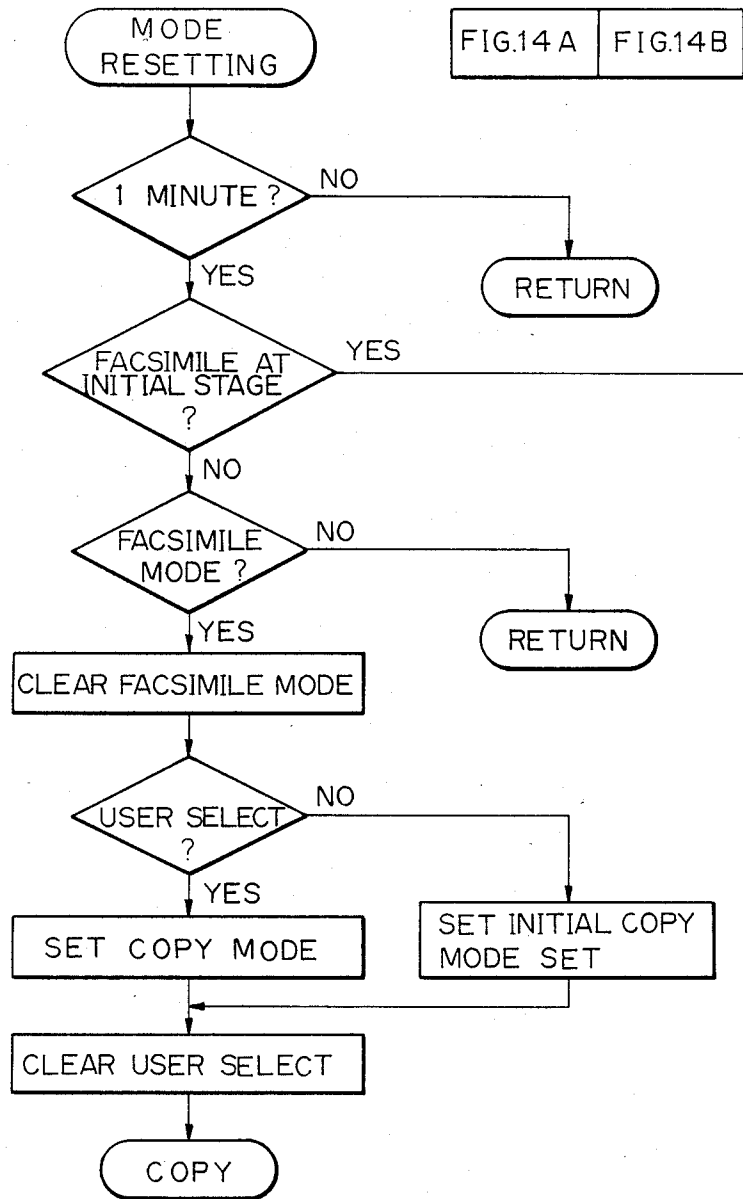 MODE
RESETTING
FIG.14A FIG.14B
1 MINUTE?
NO
YES
RETURN
FACSIMILE AT
INITIAL STAGE
?
YES
NO
FACSIMILE
MODE ?
NO
YES
RETURN
CLEAR FACSIMILE MODE
USER SELECT
?
NO
YES
SET COPY MODE
SET INITIAL COPY
MODE SET
CLEAR USER SELECT
COPY